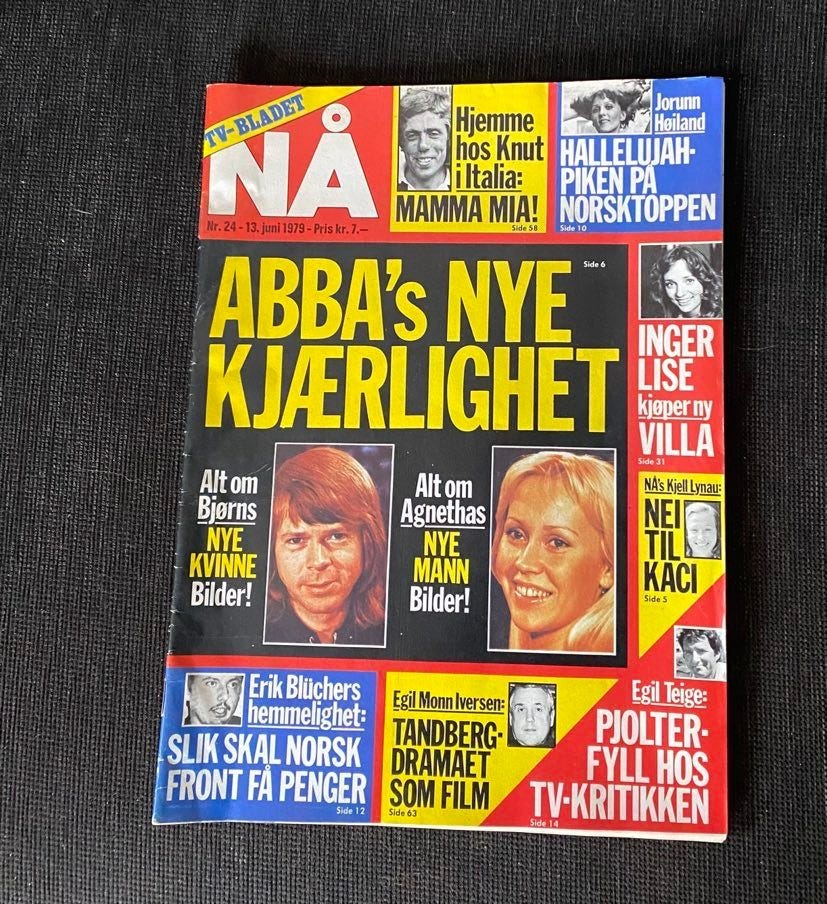 TV-BLADET
NÅ
Nr. 24 - 13. juni 1979 - Pris kr. 7.—
Hjemme
hos Knut
i Italia:
MAMMA MIA!
Side 58
Jorunn
Høiland
HALLELUJAH-
PIKEN PÅ
NORSKTOPPEN
Side 10
ABBA's NYE
Side 6
KJÆRLIGHET
Alt om
Bjørns
NYE
KVINNE
Bilder!
Alt om
Agnethas
NYE
MANN
Bilder!
INGER
LISE
kjøper ny
VILLA
Side 31
NÅ's Kjell Lynau:
NEI
TIL
KACI
Side 5
Erik Blüchers
hemmelighet:
SLIK SKAL NORSK
FRONT FÅ PENGER
Side 12
Egil Monn Iversen:
TANDBERG-
DRAMAET
SOM FILM
Side 63
Egil Teige:
PJOLTER-
FYLL HOS
TV-KRITIKKEN
Side 14